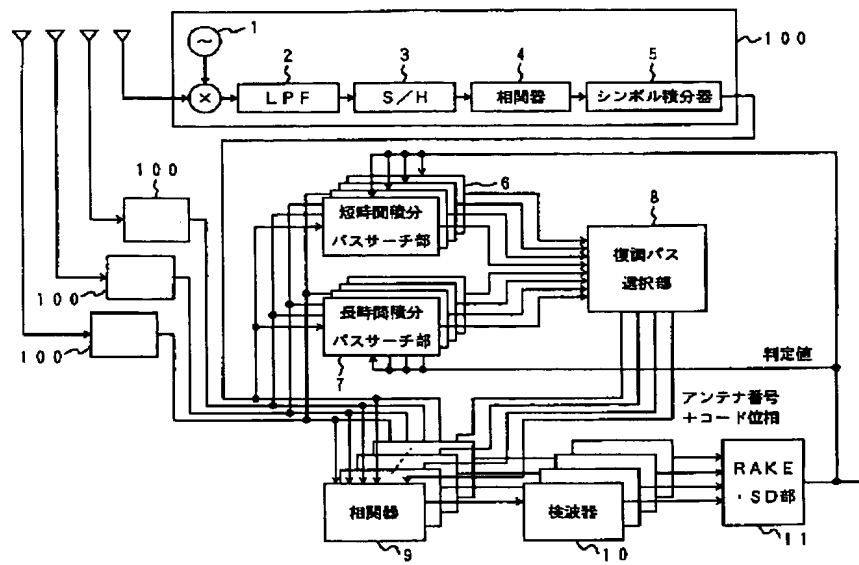 1
100
2
3
4
5
~
×
LPF
S/H
相関器
シンボル積分器
100
6
8
短時間積分
パスサーチ部
復調パス
選択部
100
長時間積分
パスサーチ部
100
7
判定値
アンテナ番号
+コード位相
相関器
検波器
RAKE
・SD部
9
10
11